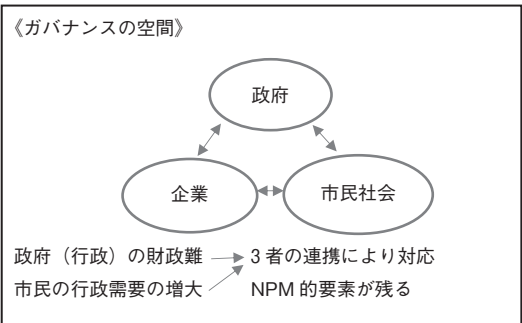 《ガバナンスの空間》
政府
企業
市民社会
政府（行政）の財政難 3者の連携により対応
市民の行政需要の増大 NPM的要素が残る